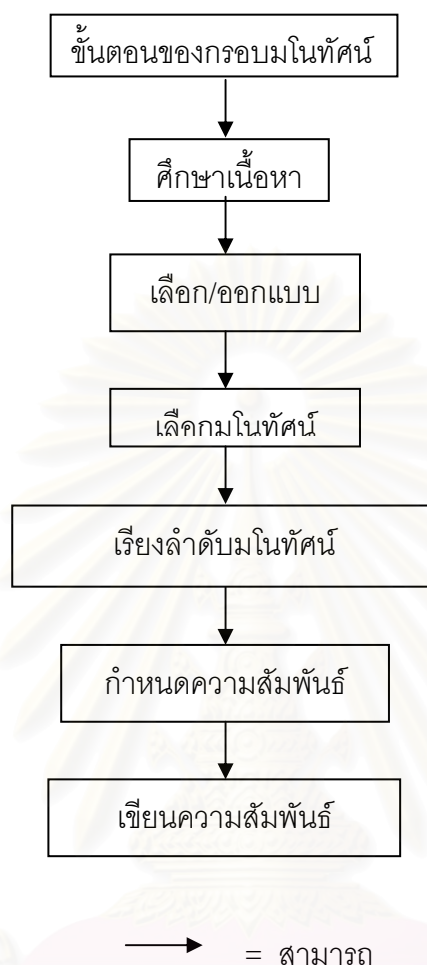 ขั้นตอนของกรอบมโนทัศน์
ศึกษาเนื้อหา
เลือก/ออกแบบ
เลือกมโนทัศน์
เรียงลำดับมโนทัศน์
กำหนดความสัมพันธ์
เขียนความสัมพันธ์
= สามารถ